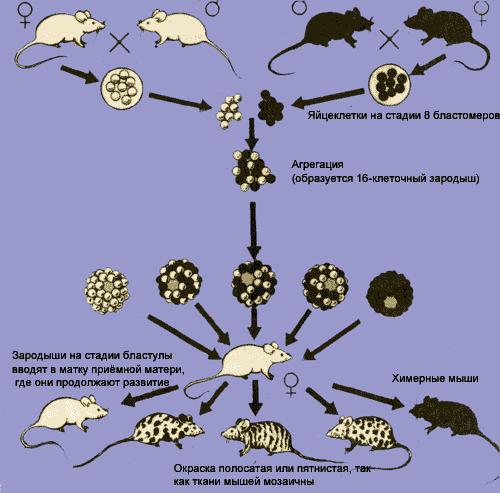 Яйцеклетки на стадии 8 бластомеров
Агрегация
(образуется 16-клеточный зародыш)
Зародыши на стадии бластулы
вводят в матку приёмной матери,
где они продолжают развитие
Химерные мыши
Окраска полосатая или пятнистая, так
как ткани мышей мозаичны